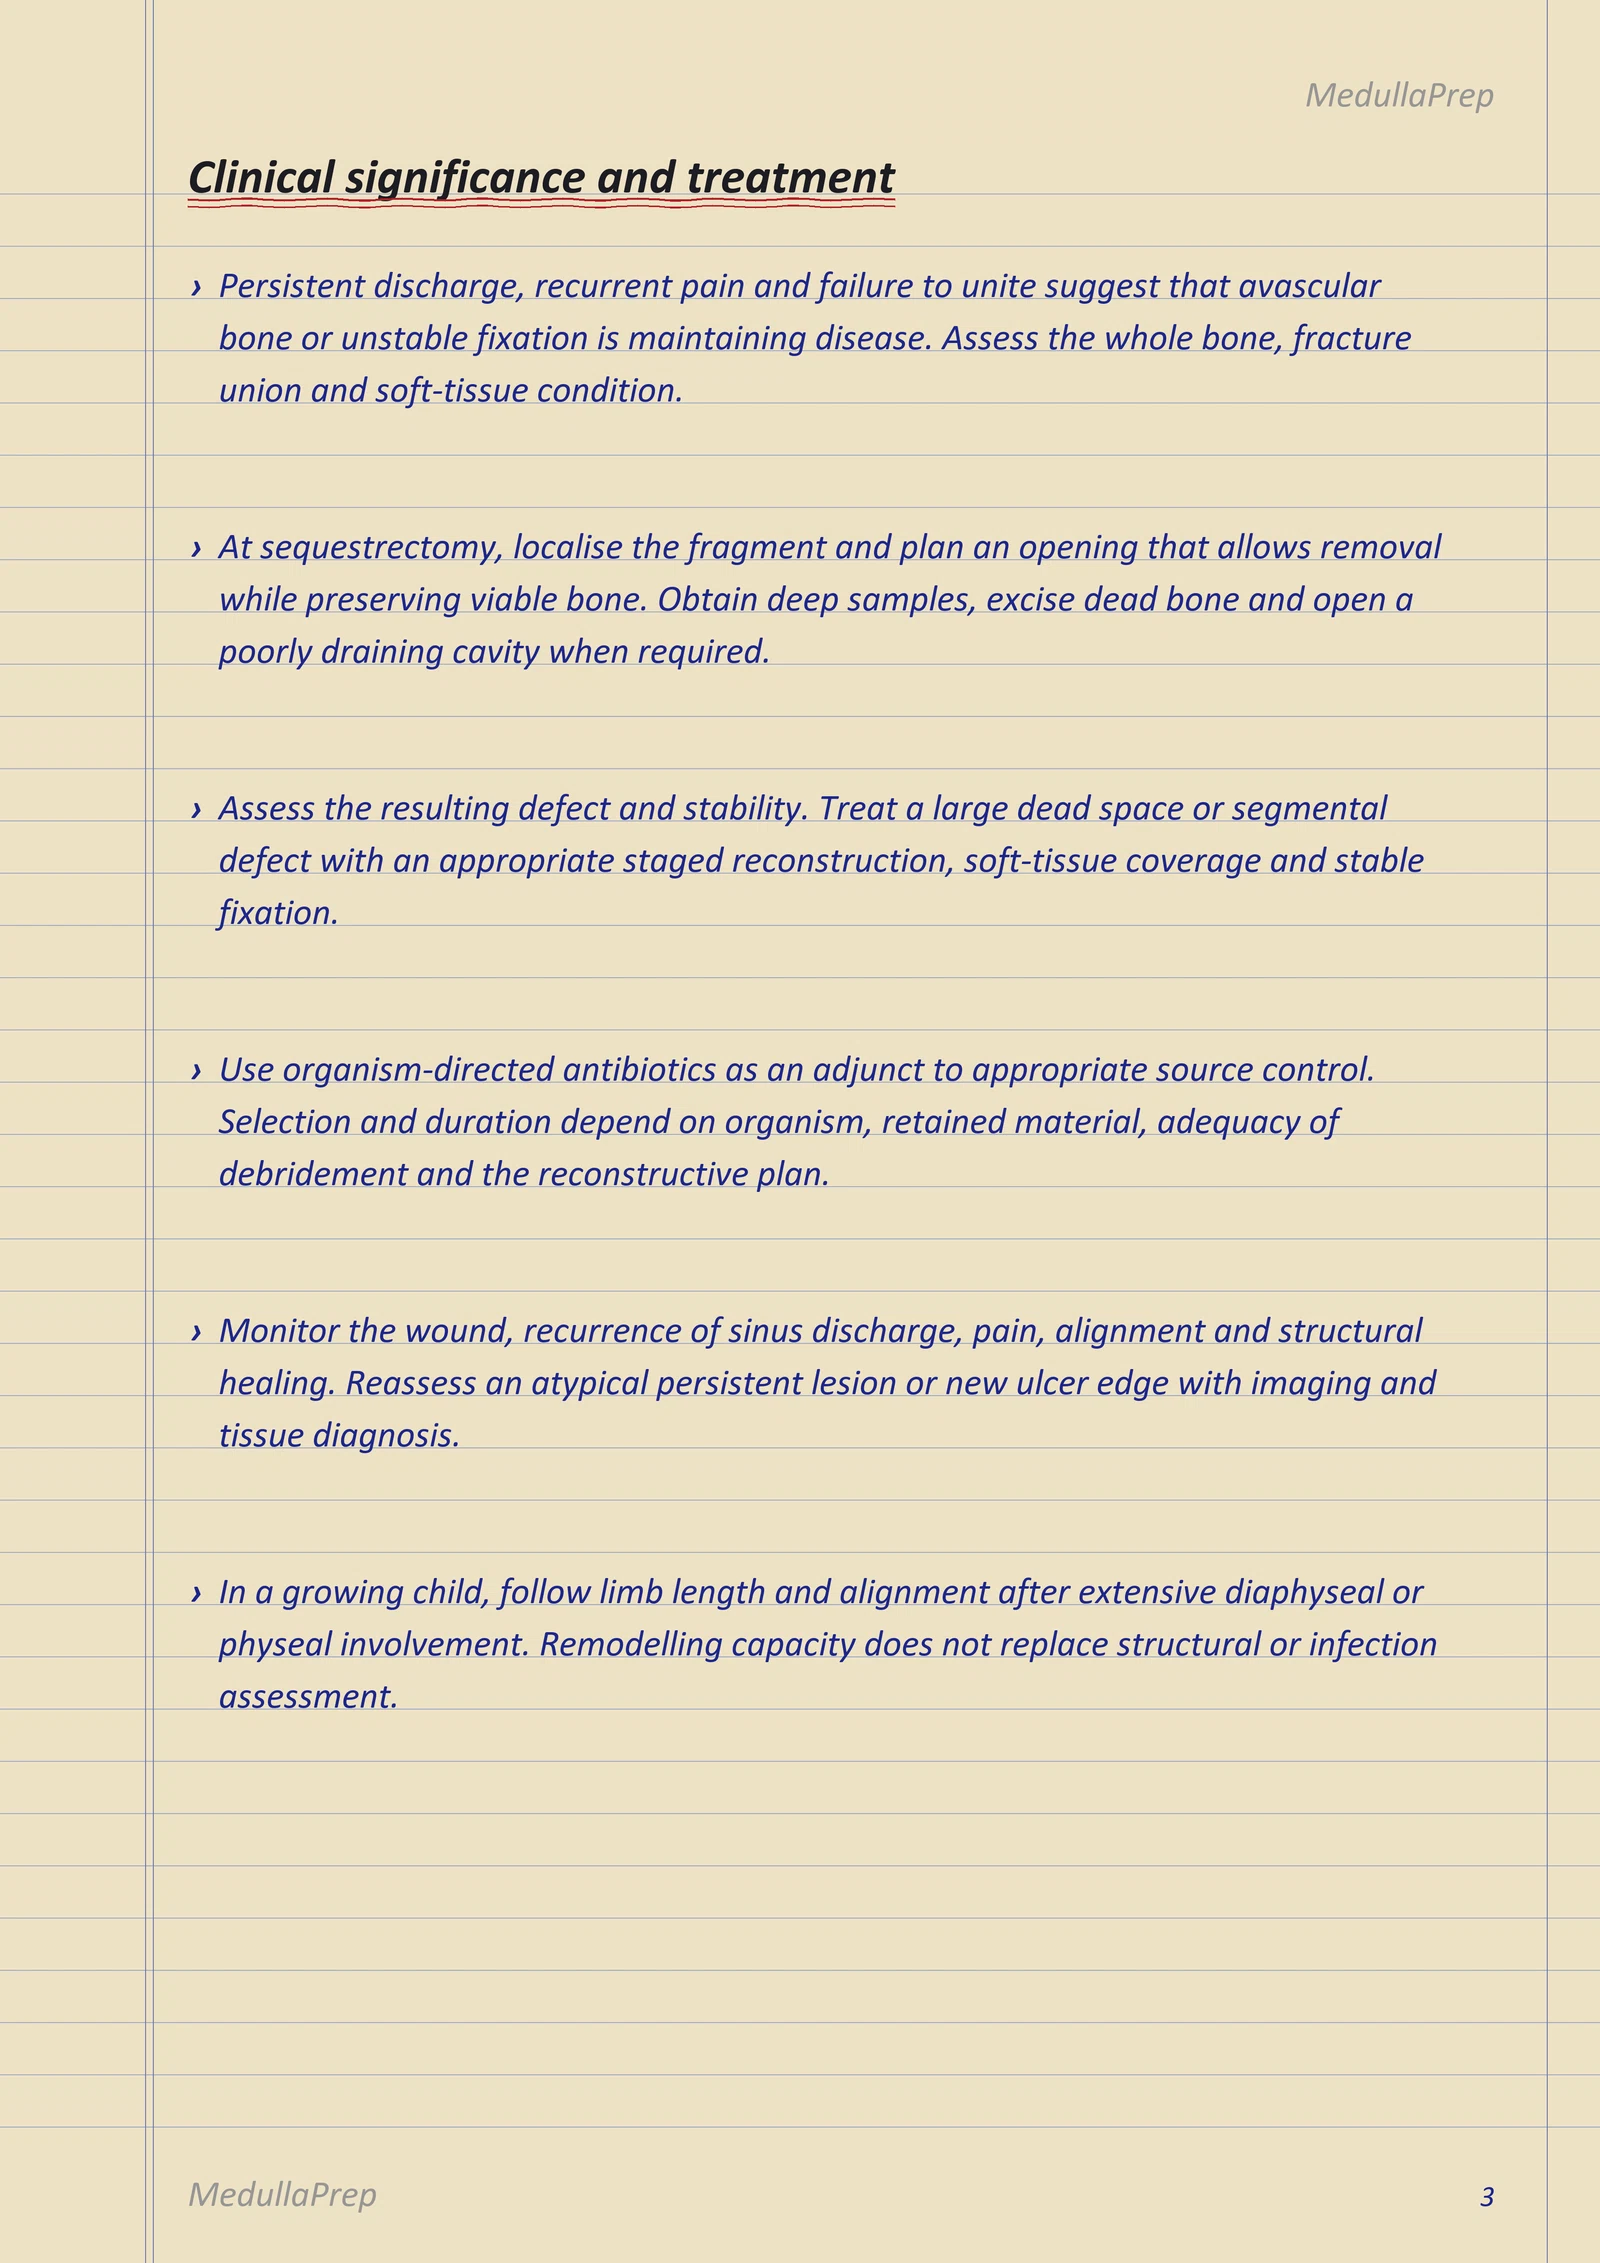 MedullaPrep
Clinical significance and treatment
› Persistent discharge, recurrent pain and failure to unite suggest that avascular
bone or unstable fixation is maintaining disease. Assess the whole bone, fracture
union and soft-tissue condition.
› At sequestrectomy, localise the fragment and plan an opening that allows removal
while preserving viable bone. Obtain deep samples, excise dead bone and open a
poorly draining cavity when required.
› Assess the resulting defect and stability. Treat a large dead space or segmental
defect with an appropriate staged reconstruction, soft-tissue coverage and stable
fixation.
› Use organism-directed antibiotics as an adjunct to appropriate source control.
Selection and duration depend on organism, retained material, adequacy of
debridement and the reconstructive plan.
› Monitor the wound, recurrence of sinus discharge, pain, alignment and structural
healing. Reassess an atypical persistent lesion or new ulcer edge with imaging and
tissue diagnosis.
› In a growing child, follow limb length and alignment after extensive diaphyseal or
physeal involvement. Remodelling capacity does not replace structural or infection
assessment.
MedullaPrep
3